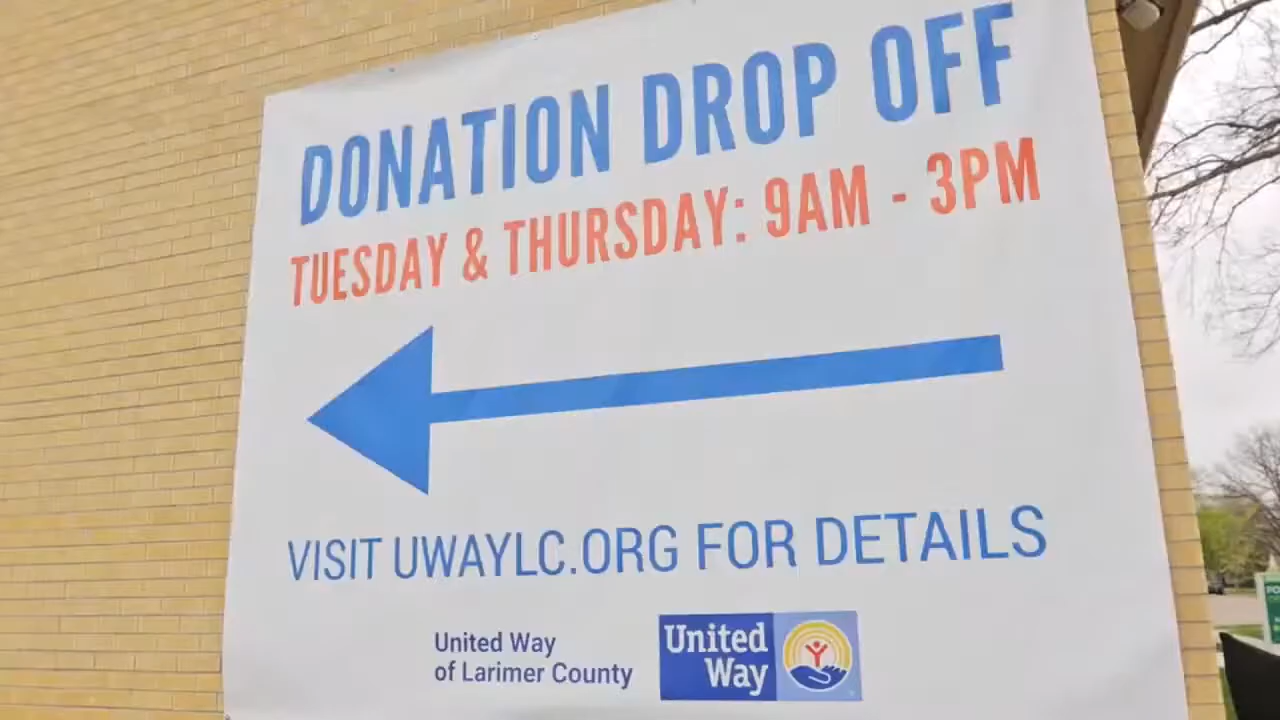 DONATION DROP OFF
TUESDAY & THURSDAY: 9AM - 3PM
VISIT UWAYLC.ORG FOR DETAILS
United Way
of Larimer County
United
Way